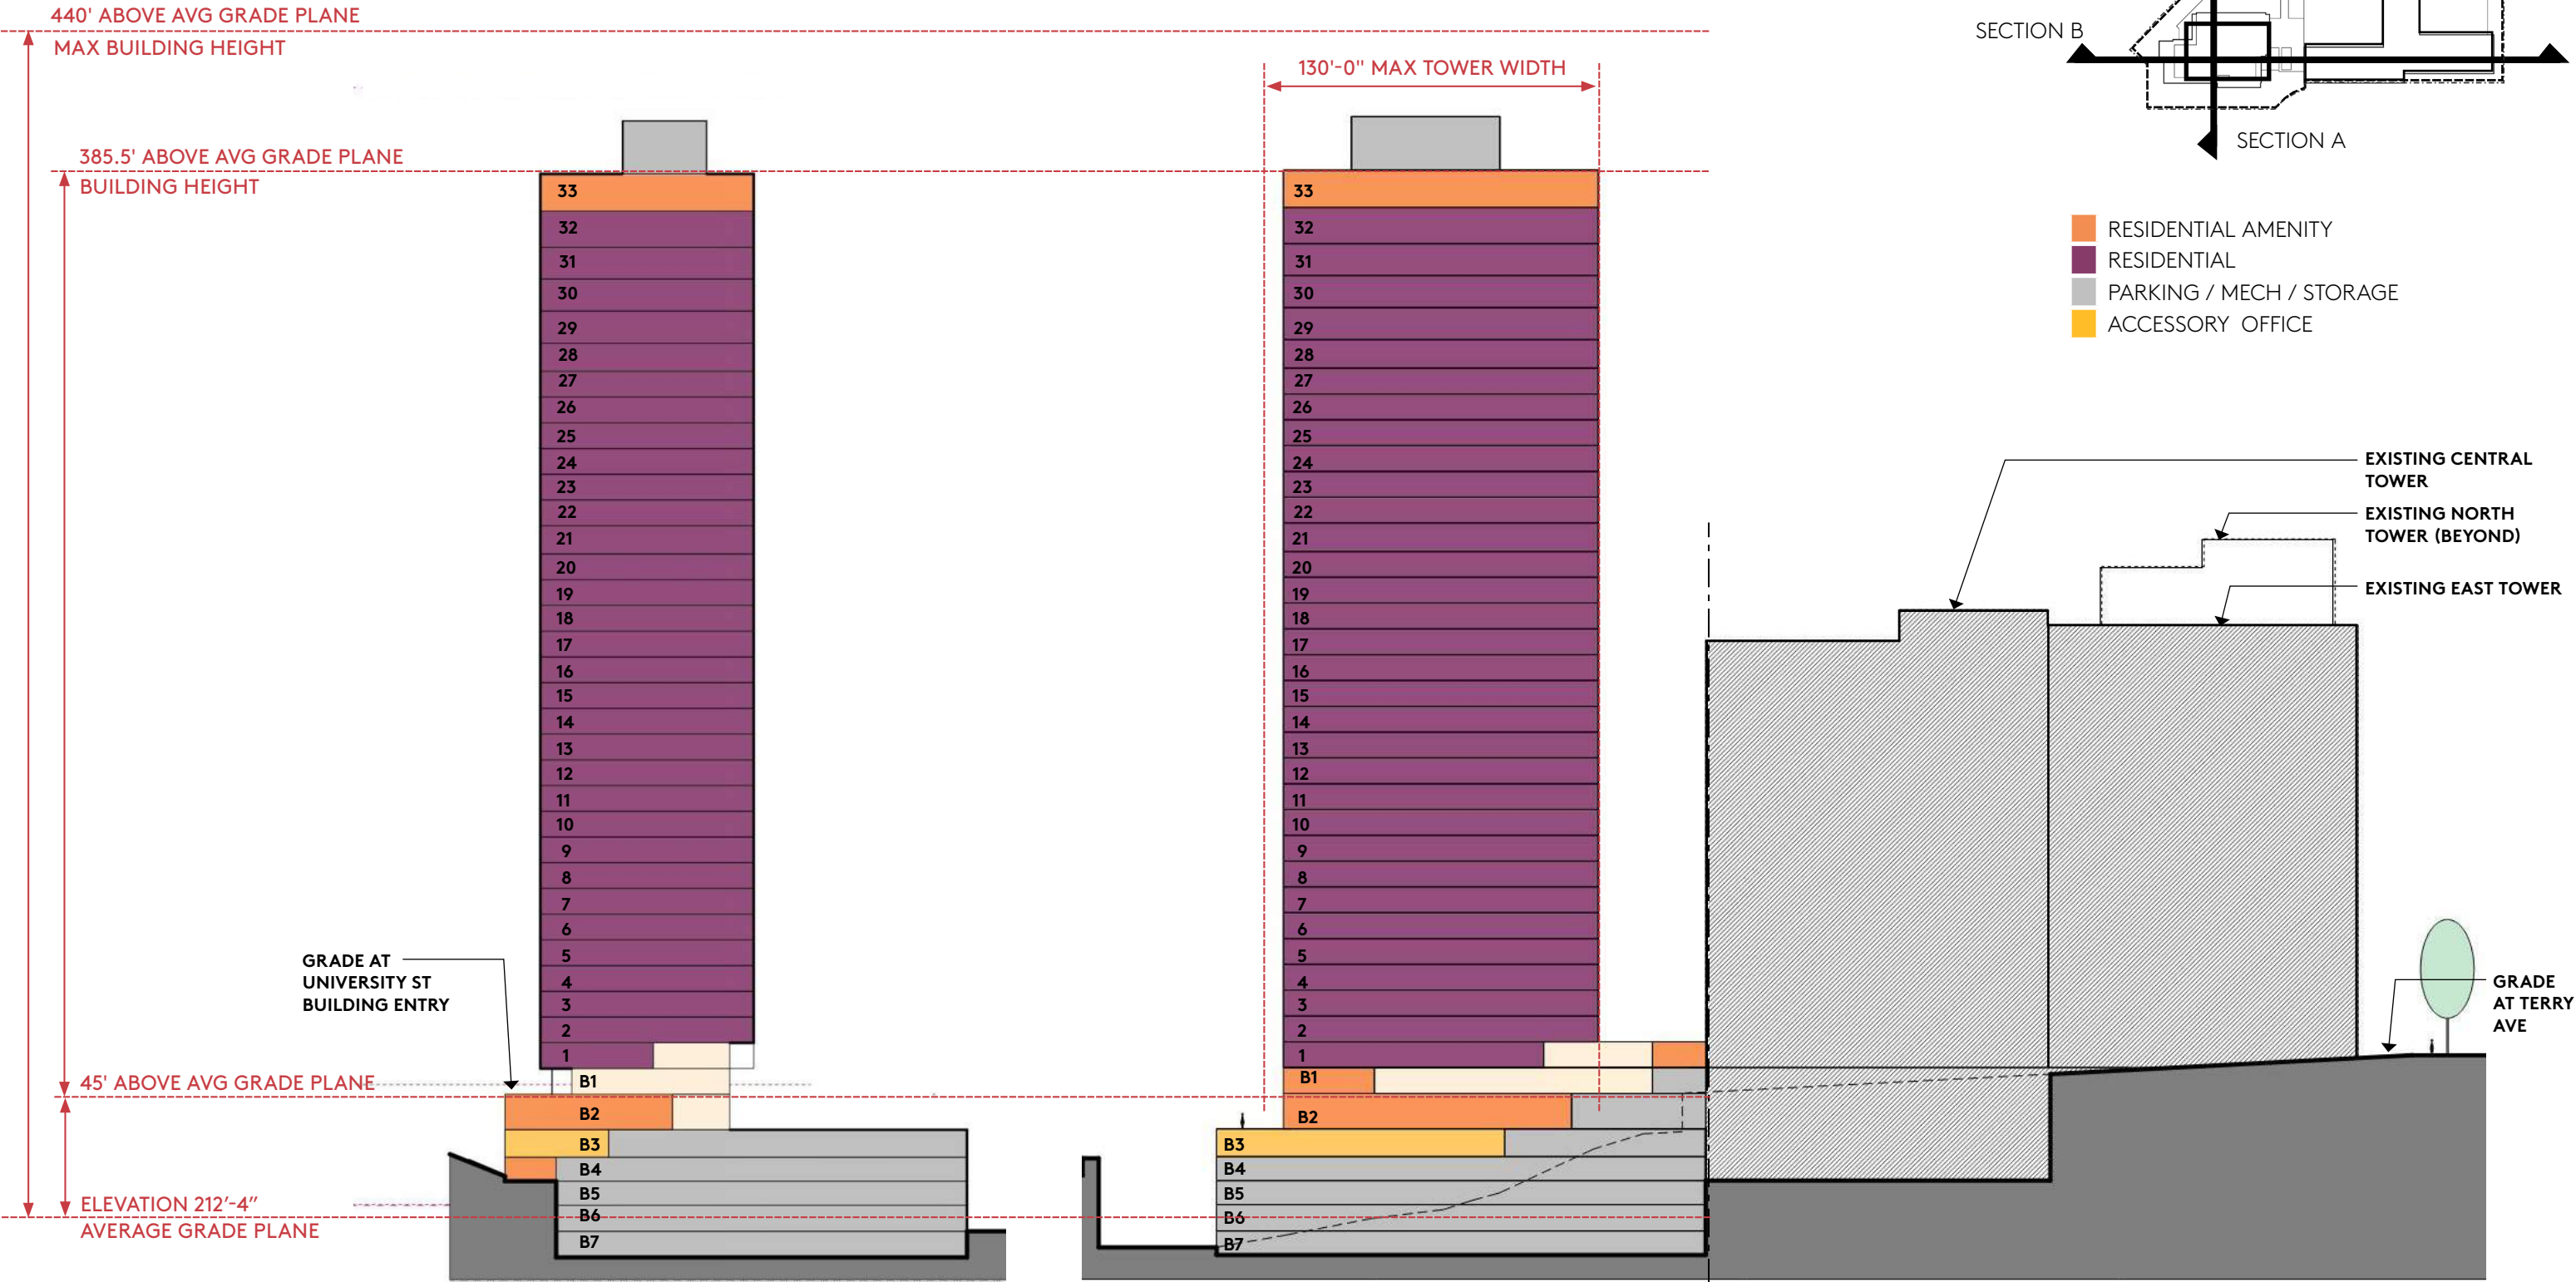 440' ABOVE AVG GRADE PLANE
MAX BUILDING HEIGHT
SECTION B
130'-0" MAX TOWER WIDTH
SECTION A
385.5' ABOVE AVG GRADE PLANE
BUILDING HEIGHT
RESIDENTIAL AMENITY
RESIDENTIAL
PARKING / MECH / STORAGE
ACCESSORY OFFICE
33
32
31
30
29
28
27
26
25
24
23
22
21
20
19
18
17
16
15
14
13
12
11
10
9
8
7
6
5
4
3
2
1
B1
B2
B3
B4
B5
B6
B7
33
32
31
30
29
28
27
26
25
24
23
22
21
20
19
18
17
16
15
14
13
12
11
10
9
8
7
6
5
4
3
2
1
B1
B2
B3
B4
B5
B6
B7
EXISTING CENTRAL
TOWER
EXISTING NORTH
TOWER (BEYOND)
EXISTING EAST TOWER
GRADE AT
UNIVERSITY ST
BUILDING ENTRY
GRADE
AT TERRY
AVE
45' ABOVE AVG GRADE PLANE
ELEVATION 212'-4"
AVERAGE GRADE PLANE